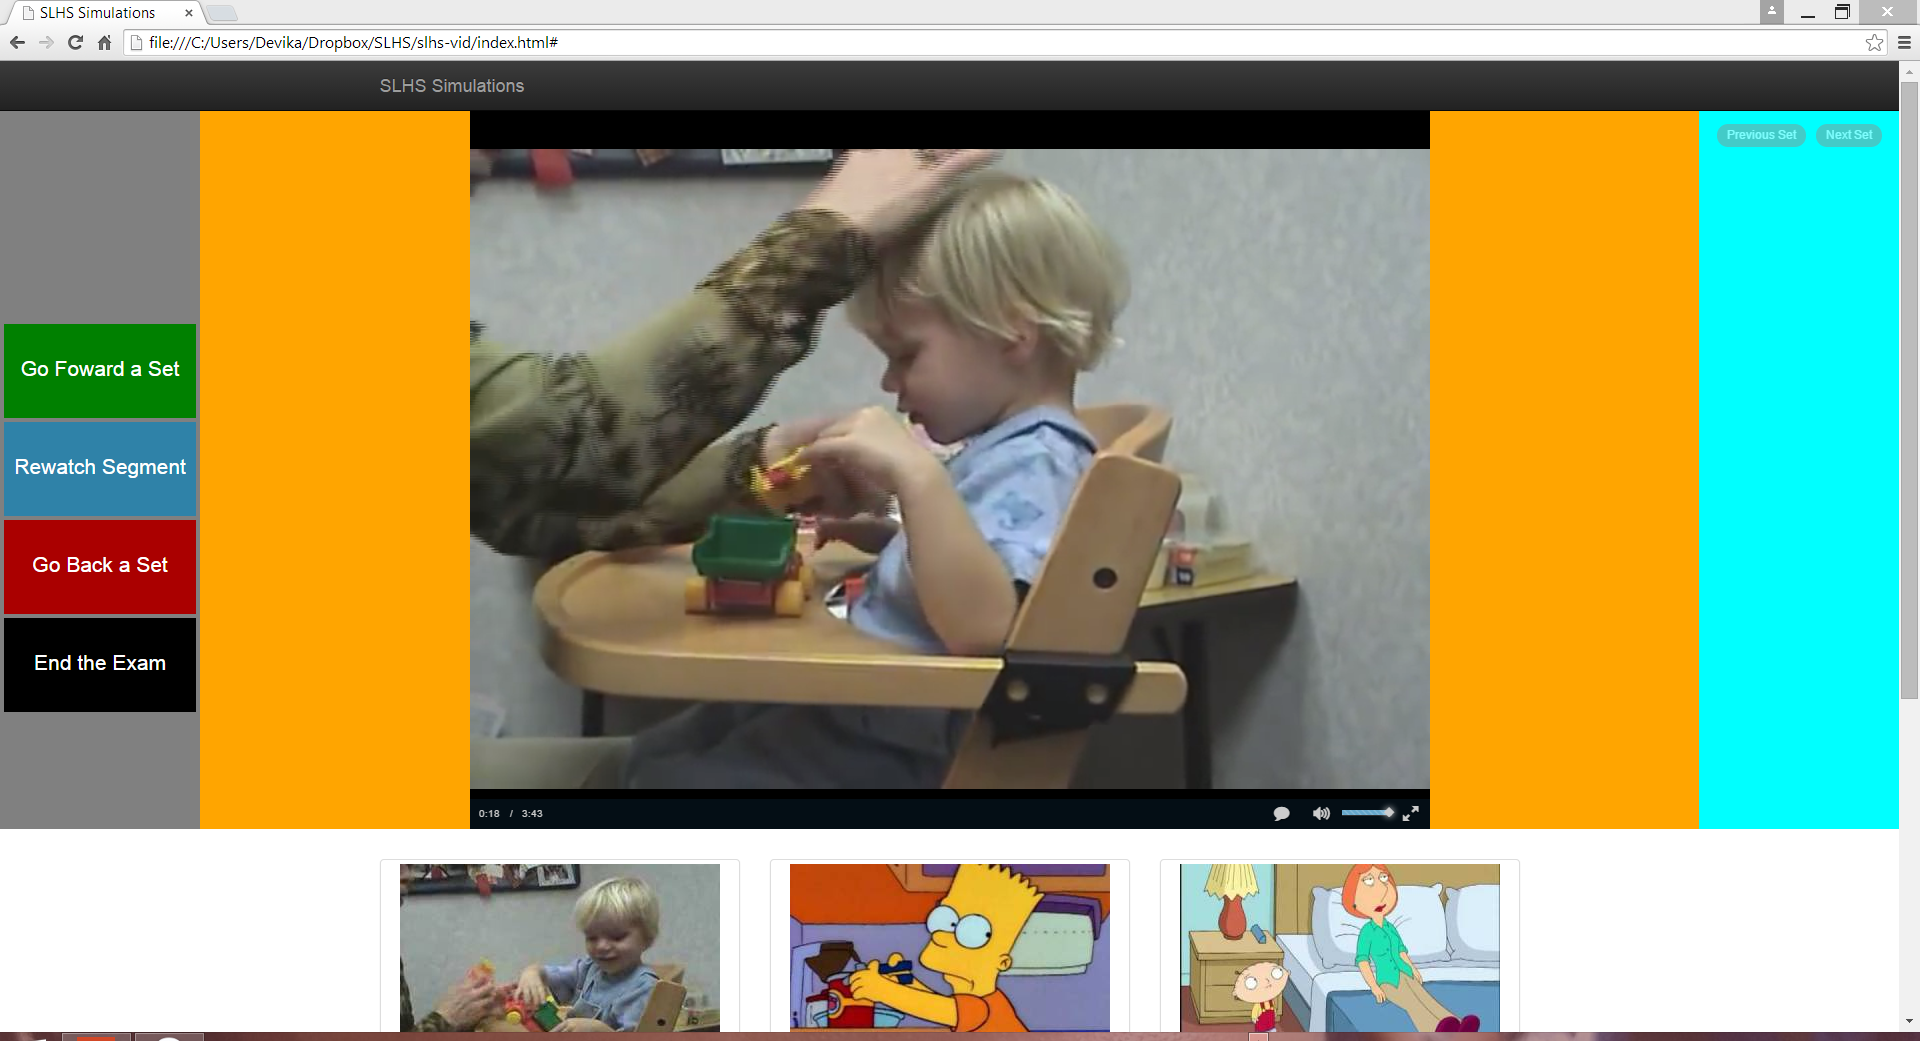 SLHS Simulations
file:///C:/Users/Devika/Dropbox/SLHS/slhs-vid/index.html#
SLHS Simulations
Previous Set Next Set
Go Foward a Set
Rewatch Segment
Go Back a Set
End the Exam
0:18 / 3:43